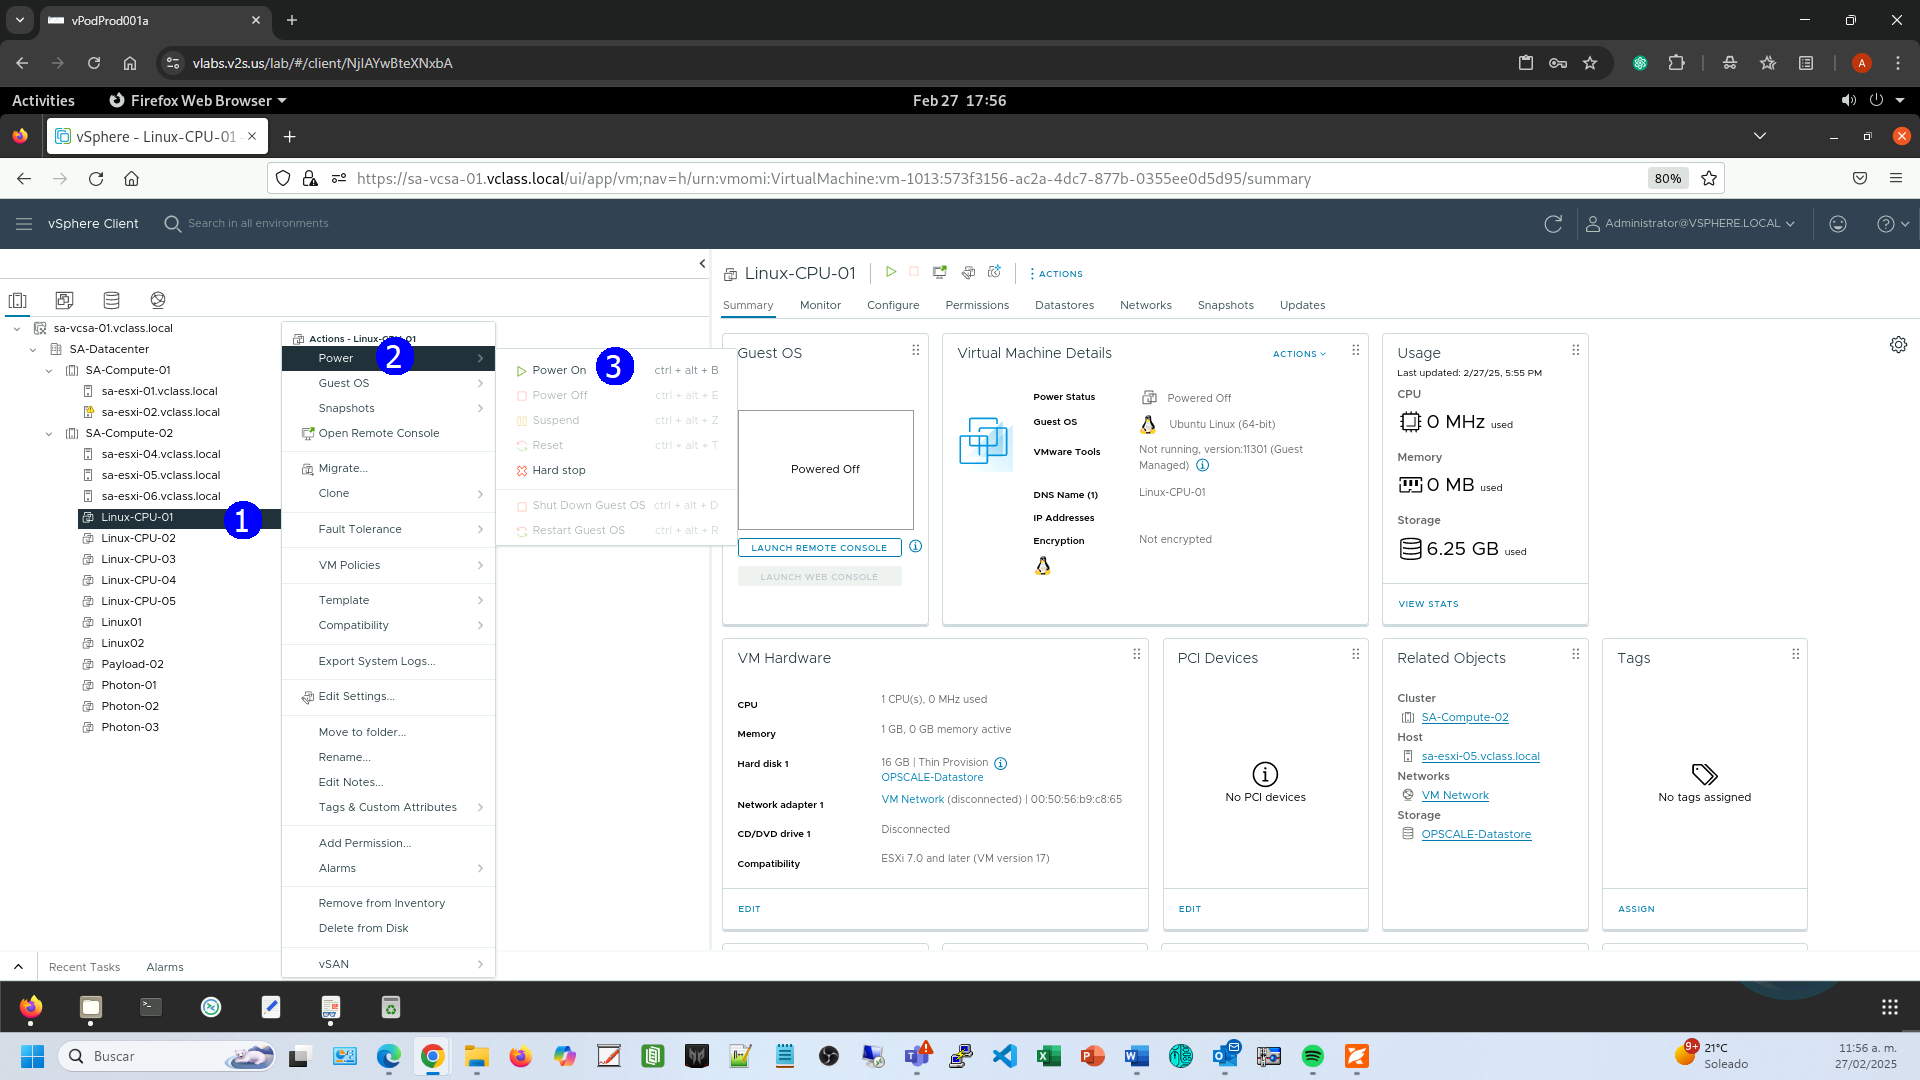 vPodProd001a
vlabs.v2s.us/lab/#/client/NjIAYwBteXNxbA
A
Activities
Firefox Web Browser
Feb 27 17:56
vSphere - Linux-CPU-01
https://sa-vcsa-01.vclass.local/ui/app/vm;nav=h/urn:vmomi:VirtualMachine:vm-1013:573f3156-ac2a-4dc7-877b-0355ee0d5d95/summary
80%
vSphere Client
Search in all environments
Administrator@VSPHERE.LOCAL
sa-vcsa-01.vclass.local
SA-Datacenter
SA-Compute-01
sa-esxi-01.vclass.local
sa-esxi-02.vclass.local
SA-Compute-02
sa-esxi-04.vclass.local
sa-esxi-05.vclass.local
sa-esxi-06.vclass.local
Linux-CPU-01
1
Linux-CPU-02
Linux-CPU-03
Linux-CPU-04
Linux-CPU-05
Linux01
Linux02
Payload-02
Photon-01
Photon-02
Photon-03
Actions - Linux-CPU-01
Power
2
Guest OS
Snapshots
Open Remote Console
Migrate...
Clone
Fault Tolerance
VM Policies
Template
Compatibility
Export System Logs...
Edit Settings...
Move to folder...
Rename...
Edit Notes...
Tags & Custom Attributes
Add Permission...
Alarms
Remove from Inventory
Delete from Disk
vSAN
Power On
3
ctrl + alt + B
Power Off
ctrl + alt + E
Suspend
ctrl + alt + Z
Reset
ctrl + alt + T
Hard stop
Shut Down Guest OS
ctrl + alt + D
Restart Guest OS
ctrl + alt + R
Linux-CPU-01
ACTIONS
Summary
Monitor
Configure
Permissions
Datastores
Networks
Snapshots
Updates
Guest OS
Powered Off
LAUNCH REMOTE CONSOLE
LAUNCH WEB CONSOLE
Virtual Machine Details
ACTIONS
Power Status
Powered Off
Guest OS
Ubuntu Linux (64-bit)
VMware Tools
Not running, version:11301 (Guest
Managed)
DNS Name (1)
Linux-CPU-01
IP Addresses
Encryption
Not encrypted
Usage
Last updated: 2/27/25, 5:55 PM
CPU
0 MHz used
Memory
0 MB used
Storage
6.25 GB used
VIEW STATS
VM Hardware
CPU
1 CPU(s), 0 MHz used
Memory
1 GB, 0 GB memory active
Hard disk 1
16 GB | Thin Provision
OPSCALE-Datastore
Network adapter 1
VM Network (disconnected) | 00:50:56:b9:c8:65
CD/DVD drive 1
Disconnected
Compatibility
ESXi 7.0 and later (VM version 17)
EDIT
PCI Devices
No PCI devices
EDIT
Related Objects
Cluster
SA-Compute-02
Host
sa-esxi-05.vclass.local
Networks
VM Network
Storage
OPSCALE-Datastore
Tags
No tags assigned
ASSIGN
Recent Tasks
Alarms
Buscar
9+
21°C
Soleado
11:56 a. m.
27/02/2025